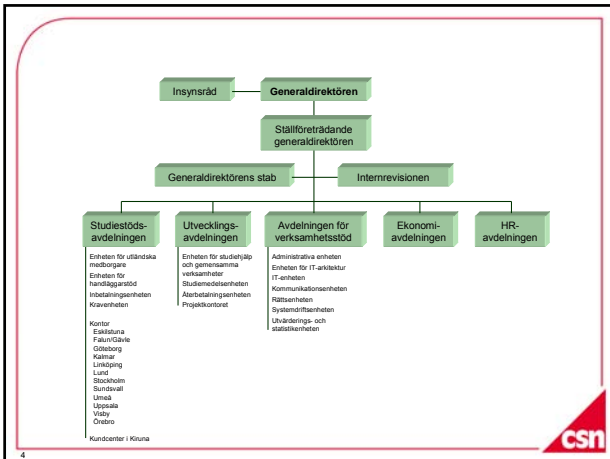 Insynsråd
Generaldirektören
Ställföreträdande
generaldirektören
Generaldirektörens stab
Internrevisionen
Studiestöds-
avdelningen
Enheten för utländska
medborgare
Enheten för
handläggarstöd
Inbetalningsenheten
Kravenheten
Kontor
Eskilstuna
Falun/Gävle
Göteborg
Kalmar
Linköping
Lund
Stockholm
Sundsvall
Umeå
Uppsala
Visby
Örebro
Kundcenter i Kiruna
Utvecklings-
avdelningen
Enheten för studiehjälp
och gemensamma
verksamheter
Studiemedelsenheten
Återbetalningsenheten
Projektkontoret
Avdelningen för
verksamhetsstöd
Administrativa enheten
Enheten för IT-arkitektur
IT-enheten
Kommunikationsenheten
Rättsenheten
Systemdriftsenheten
Utvärderings- och
statistikenheten
Ekonomi-
avdelningen
HR-
avdelningen
4
csn